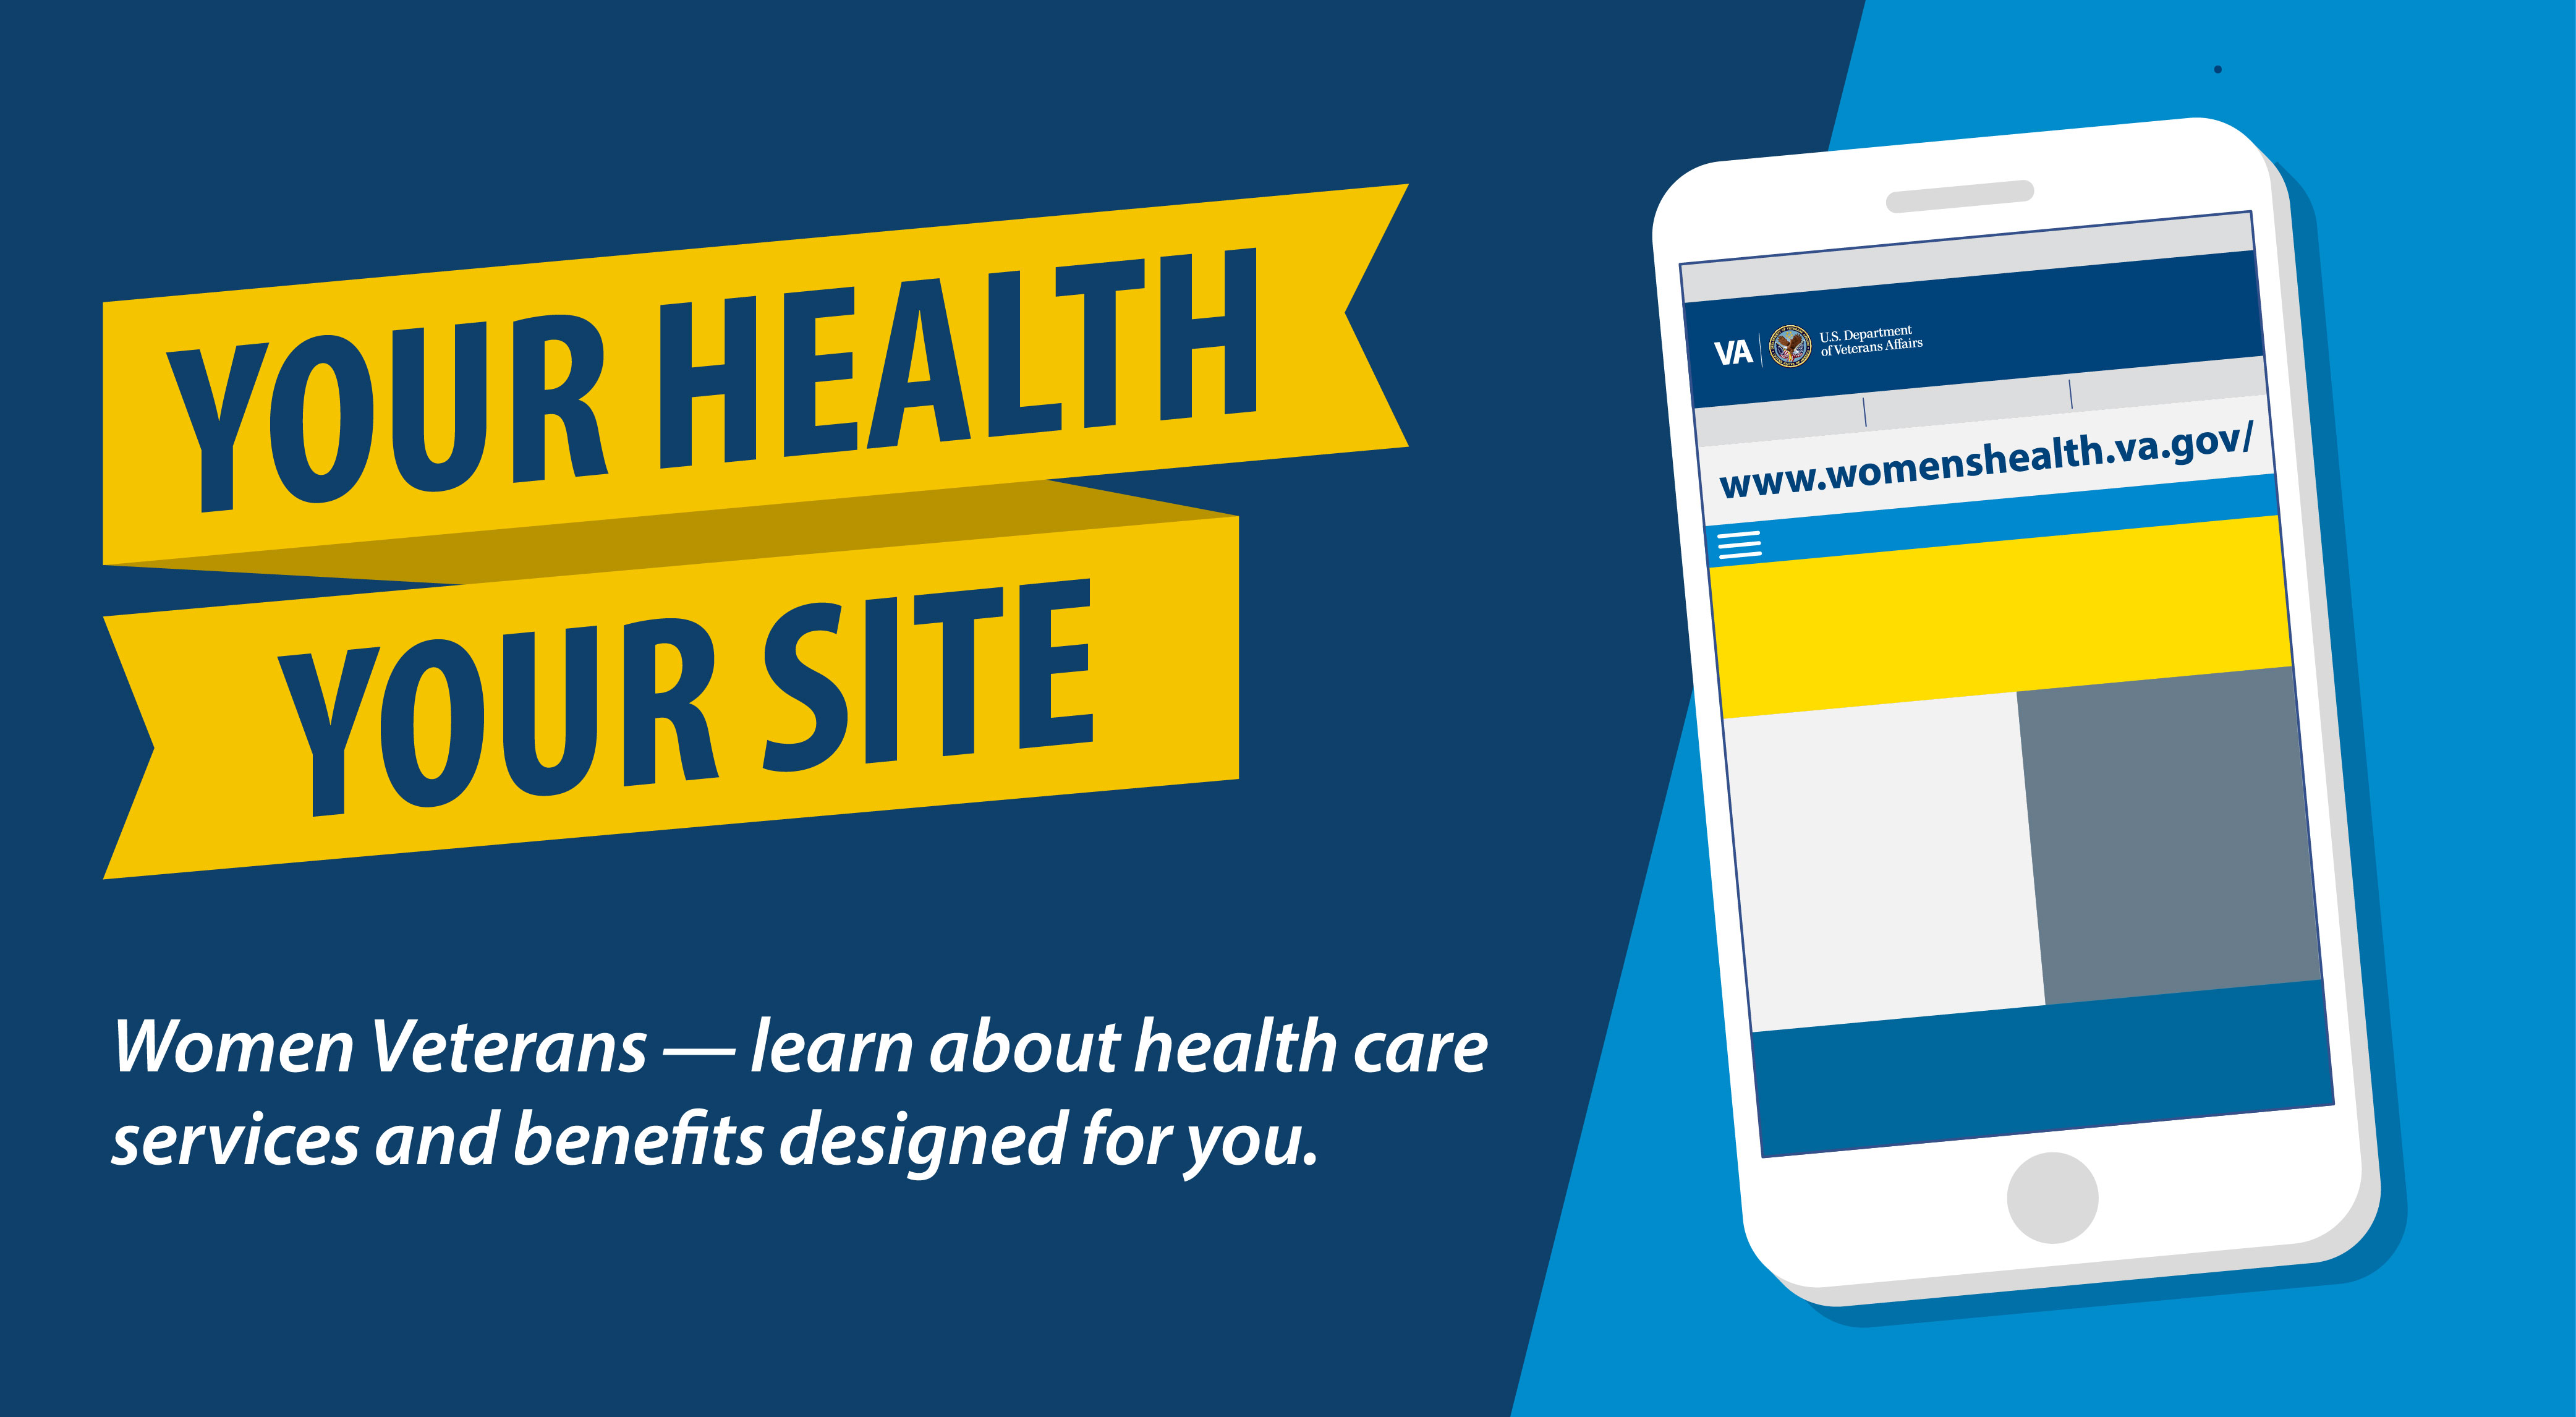 YOUR HEALTH
YOUR SITE
Women Veterans — learn about health care
services and benefits designed for you.
VA
U.S. Department
of Veterans Affairs
www.womenshealth.va.gov/